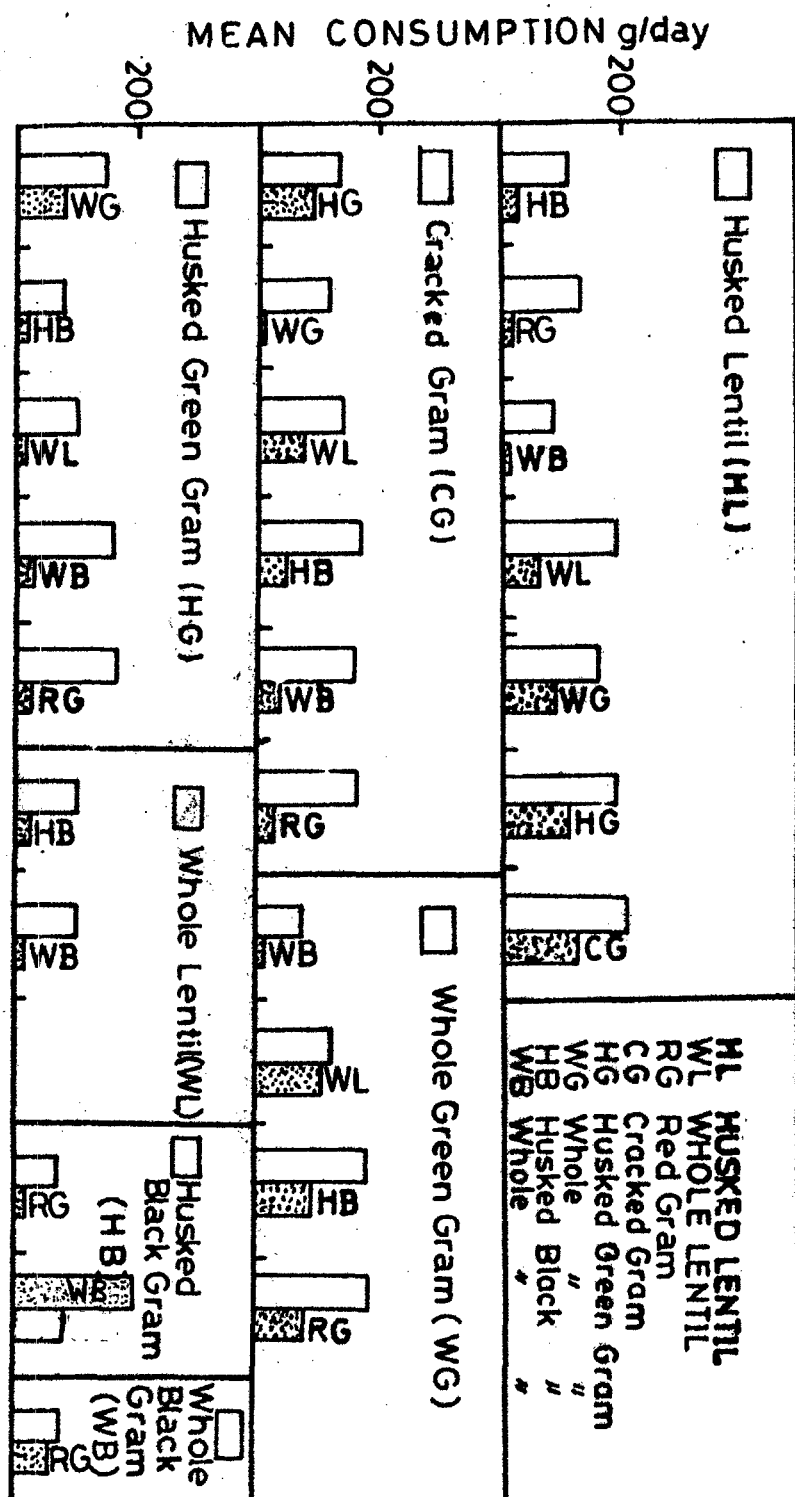 MEAN CONSUMPTION g/day
200
200
200
Husked Lentil (HL)
HB
RG
WB
WL
WG
HG
CG
HL HUSKED LENTIL
WL WHOLE LENTIL
RG Red Gram
CG Cracked Gram
HG Husked Green Gram
WG Whole " "
HB Husked Black "
WB Whole " "
Cracked Gram (CG)
HG
WG
WL
HB
WB
RG
Whole Green Gram (WG)
WB
WL
HB
RG
Husked Green Gram (HG)
WG
HB
WL
WB
RG
Whole Lentil (WL)
HB
WB
Husked
Black Gram
(HB)
RG
WB
Whole
Black
Gram
(WB)
RG